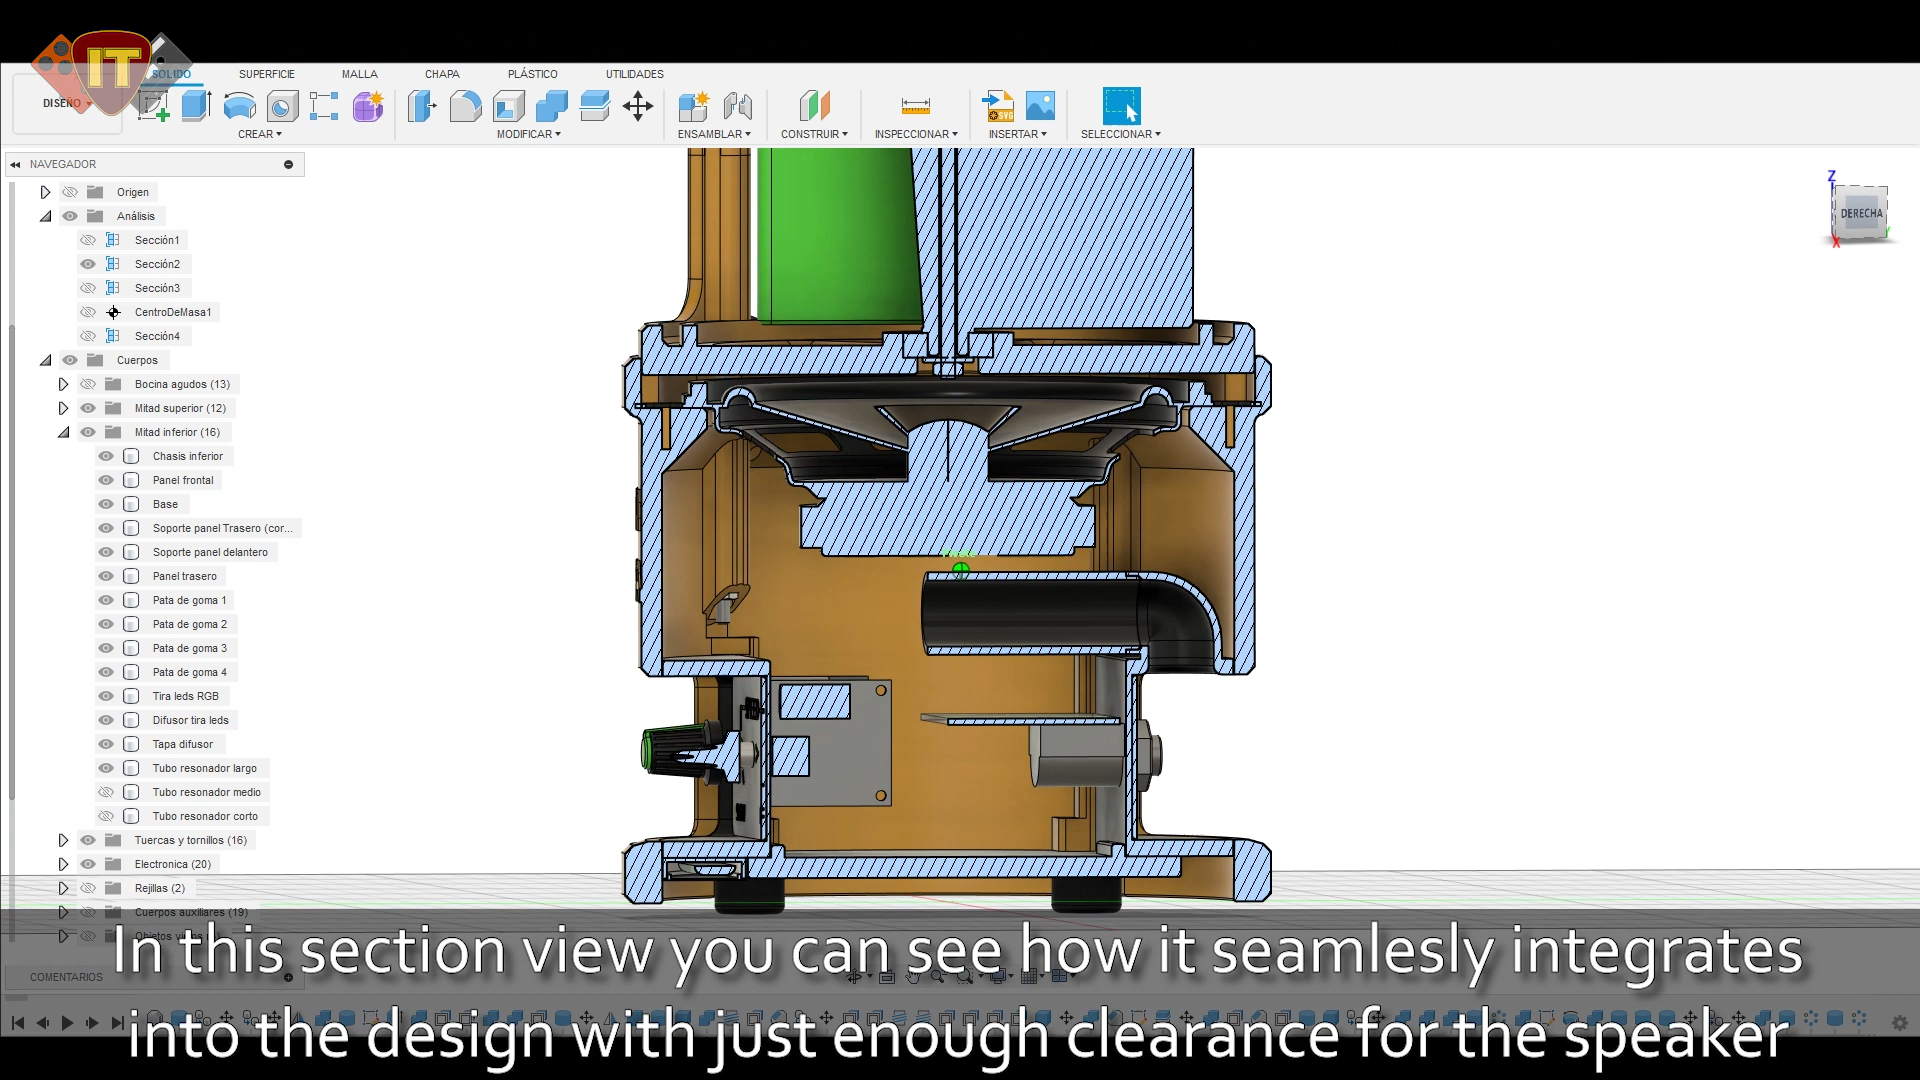 IT
SÓLIDO SUPERFICIE MALLA CHAPA PLÁSTICO UTILIDADES
DISEÑO
CREAR MODIFICAR ENSAMBLAR CONSTRUIR INSPECCIONAR INSERTAR SELECCIONAR
NAVEGADOR
Origen
Análisis
Sección1
Sección2
Sección3
CentroDeMasa1
Sección4
Cuerpos
Bocina agudos (13)
Mitad superior (12)
Mitad inferior (16)
Chasis inferior
Panel frontal
Base
Soporte panel Trasero (cor...
Soporte panel delantero
Panel trasero
Pata de goma 1
Pata de goma 2
Pata de goma 3
Pata de goma 4
Tira leds RGB
Difusor tira leds
Tapa difusor
Tubo resonador largo
Tubo resonador medio
Tubo resonador corto
Tuercas y tornillos (16)
Electronica (20)
Rejillas (2)
Cuerpos auxiliares (19)
COMENTARIOS
Z
DERECHA
X
SVG
In this section view you can see how it seamlesly integrates
into the design with just enough clearance for the speaker